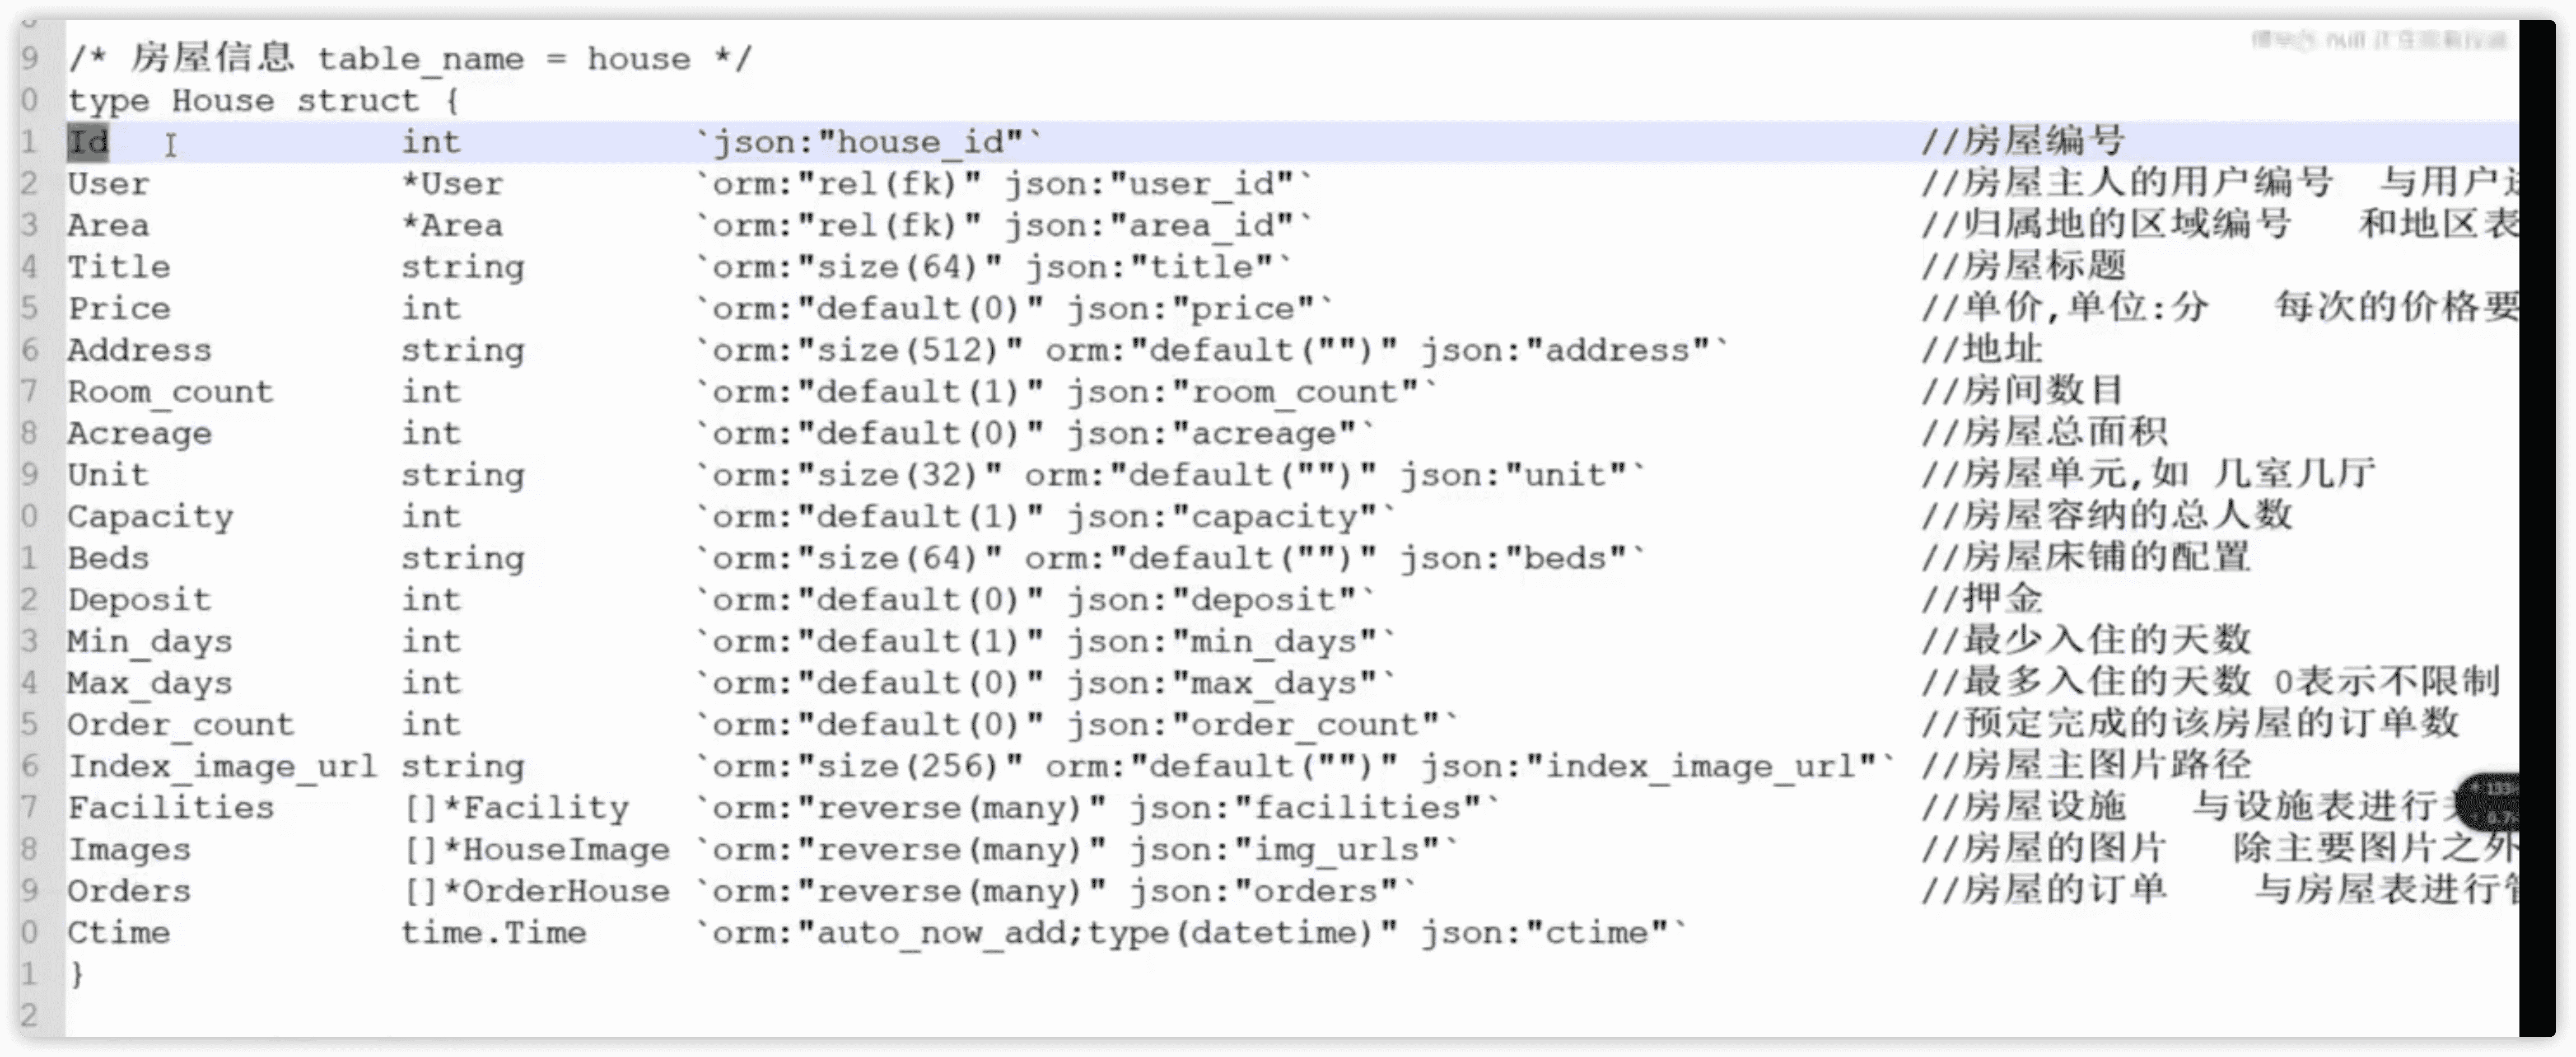 9 /* 房屋信息 table_name = house */
0 type House struct {
1 Id int `json:"house_id"` //房屋编号
2 User *User `orm:"rel(fk)" json:"user_id"` //房屋主人的用户编号 与用户
3 Area *Area `orm:"rel(fk)" json:"area_id"` //归属地的区域编号 和地区表
4 Title string `orm:"size(64)" json:"title"` //房屋标题
5 Price int `orm:"default(0)" json:"price"` //单价,单位:分 每次的价格要
6 Address string `orm:"size(512)" orm:"default("")" json:"address"` //地址
7 Room_count int `orm:"default(1)" json:"room_count"` //房间数目
8 Acreage int `orm:"default(0)" json:"acreage"` //房屋总面积
9 Unit string `orm:"size(32)" orm:"default("")" json:"unit"` //房屋单元,如 几室几厅
0 Capacity int `orm:"default(1)" json:"capacity"` //房屋容纳的总人数
1 Beds string `orm:"size(64)" orm:"default("")" json:"beds"` //房屋床铺的配置
2 Deposit int `orm:"default(0)" json:"deposit"` //押金
3 Min_days int `orm:"default(1)" json:"min_days"` //最少入住的天数
4 Max_days int `orm:"default(0)" json:"max_days"` //最多入住的天数 0表示不限制
5 Order_count int `orm:"default(0)" json:"order_count"` //预定完成的该房屋的订单数
6 Index_image_url string `orm:"size(256)" orm:"default("")" json:"index_image_url"` //房屋主图片路径
7 Facilities []*Facility `orm:"reverse(many)" json:"facilities"` //房屋设施 与设施表进行
8 Images []*HouseImage `orm:"reverse(many)" json:"img_urls"` //房屋的图片 除主要图片之外
9 Orders []*OrderHouse `orm:"reverse(many)" json:"orders"` //房屋的订单 与房屋表进行管
0 Ctime time.Time `orm:"auto_now_add;type(datetime)" json:"ctime"`
1 }
2